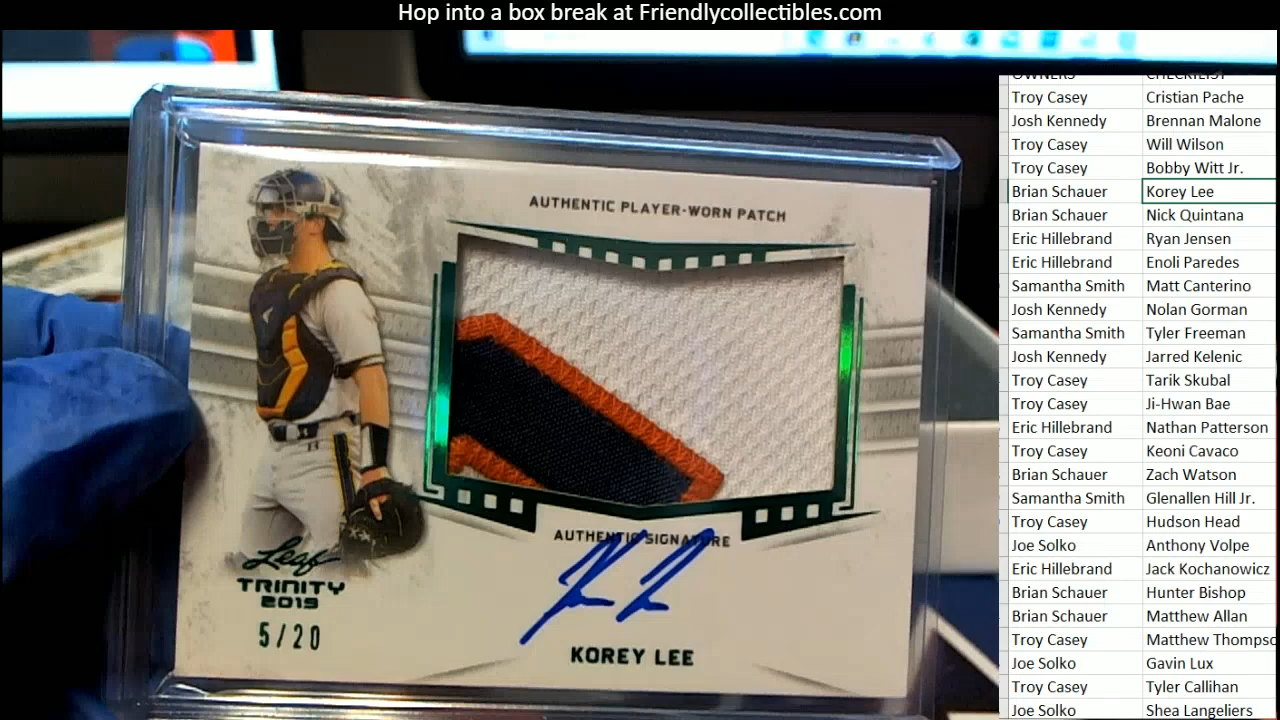 Hop into a box break at Friendlycollectibles.com
OWNERS CHECKLIST
Troy Casey Cristian Pache
Josh Kennedy Brennan Malone
Troy Casey Will Wilson
Troy Casey Bobby Witt Jr.
Brian Schauer Korey Lee
Brian Schauer Nick Quintana
Eric Hillebrand Ryan Jensen
Eric Hillebrand Enoli Paredes
Samantha Smith Matt Canterino
Josh Kennedy Nolan Gorman
Samantha Smith Tyler Freeman
Josh Kennedy Jarred Kelenic
Troy Casey Tarik Skubal
Troy Casey Ji-Hwan Bae
Eric Hillebrand Nathan Patterson
Troy Casey Keoni Cavaco
Brian Schauer Zach Watson
Samantha Smith Glenallen Hill Jr.
Troy Casey Hudson Head
Joe Solko Anthony Volpe
Eric Hillebrand Jack Kochanowicz
Brian Schauer Hunter Bishop
Brian Schauer Matthew Allan
Troy Casey Matthew Thompso
Joe Solko Gavin Lux
Troy Casey Tyler Callihan
Joe Solko Shea Langeliers
AUTHENTIC PLAYER-WORN PATCH
AUTHENTIC SIGNATURE
Leaf
TRINITY
2019
5/20
KOREY LEE